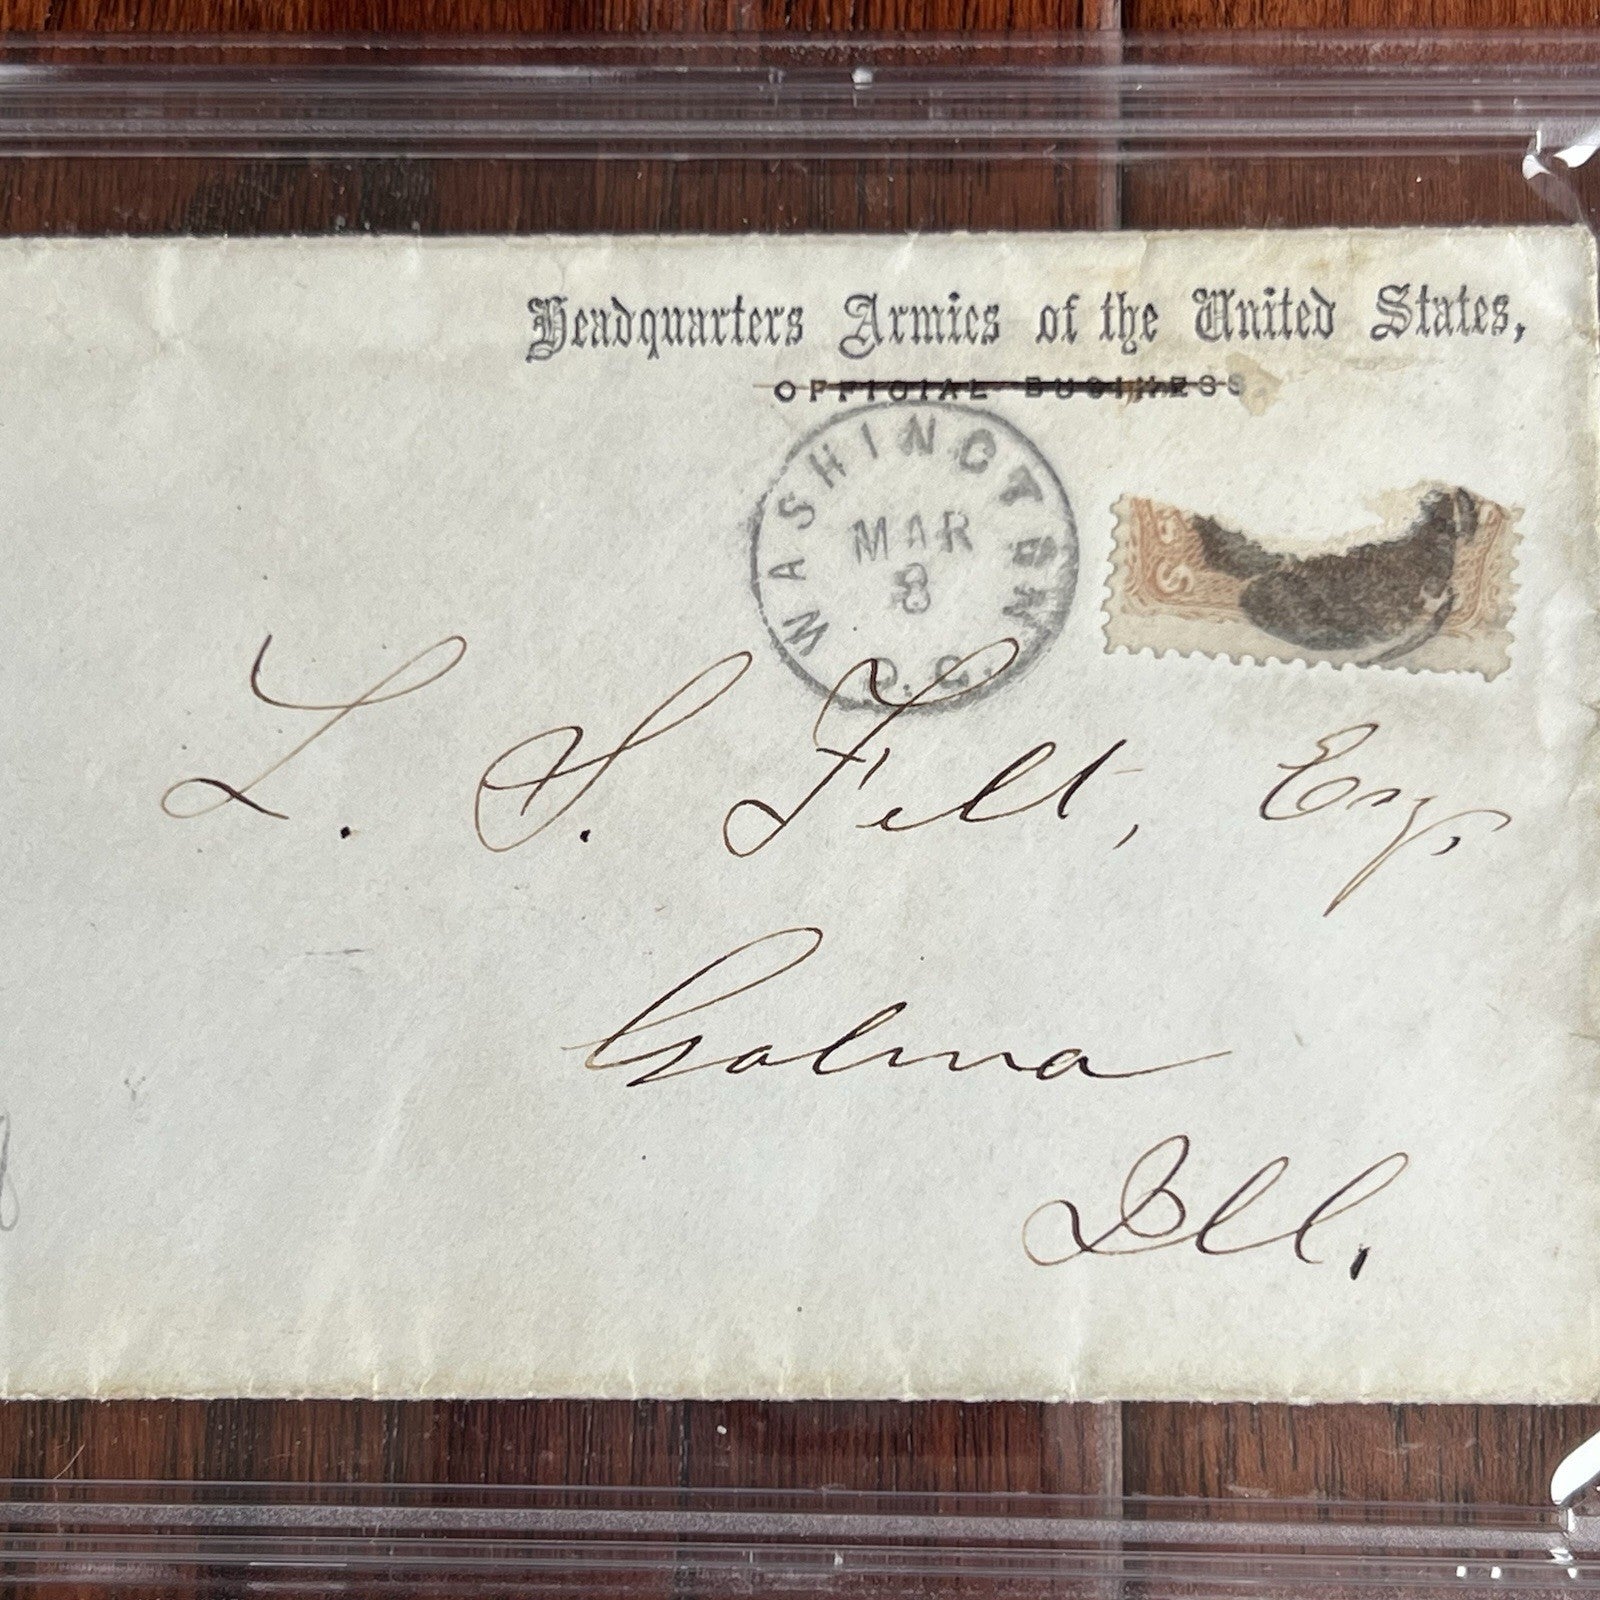 Headquarters Armies of the United States,
OFFICIAL BUSINESS
WASHINGTON
MAR
8
D.C.
L. S. Felt, Esq,
Galena
Ill.